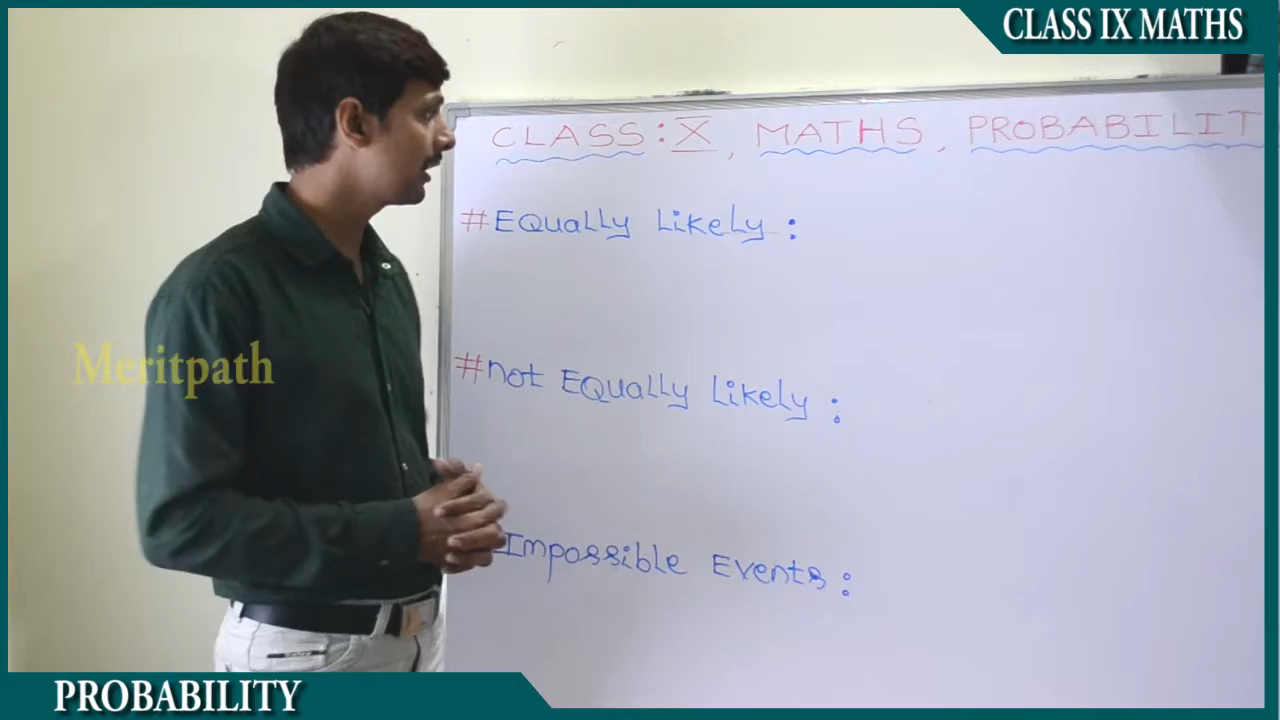 CLASS IX MATHS
CLASS : X , MATHS , PROBABILIT
# EQuaLLy Likely :
Meritpath
# not EQuaLLy Likely :
Impossible Events :
PROBABILITY